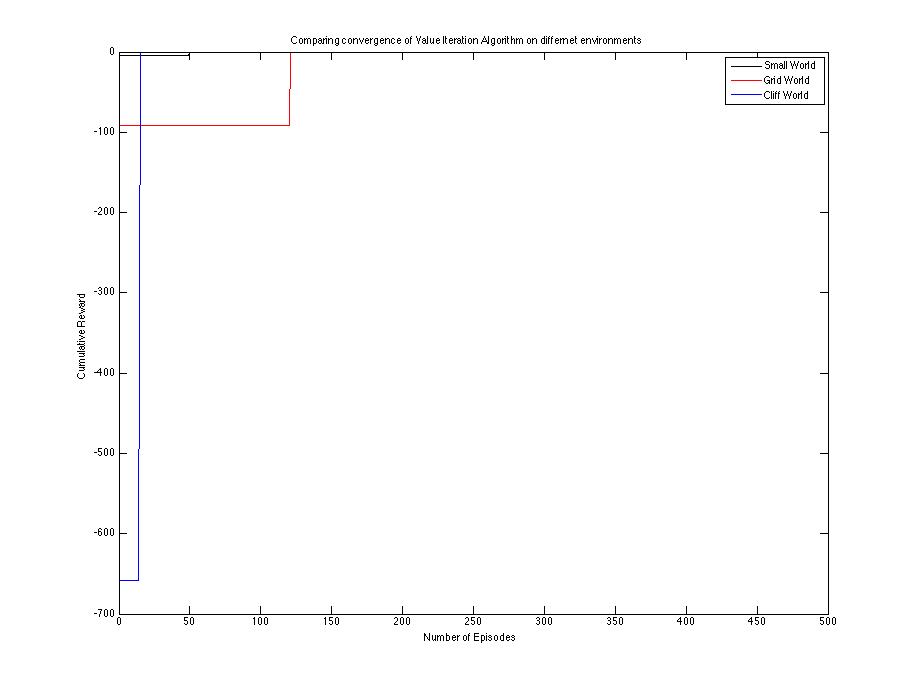 Comparing convergence of Value Iteration Algorithm on differnet environments
Small World
Grid World
Cliff World
0
-100
-200
-300
-400
-500
-600
-700
Cumulative Reward
0 50 100 150 200 250 300 350 400 450 500
Number of Episodes